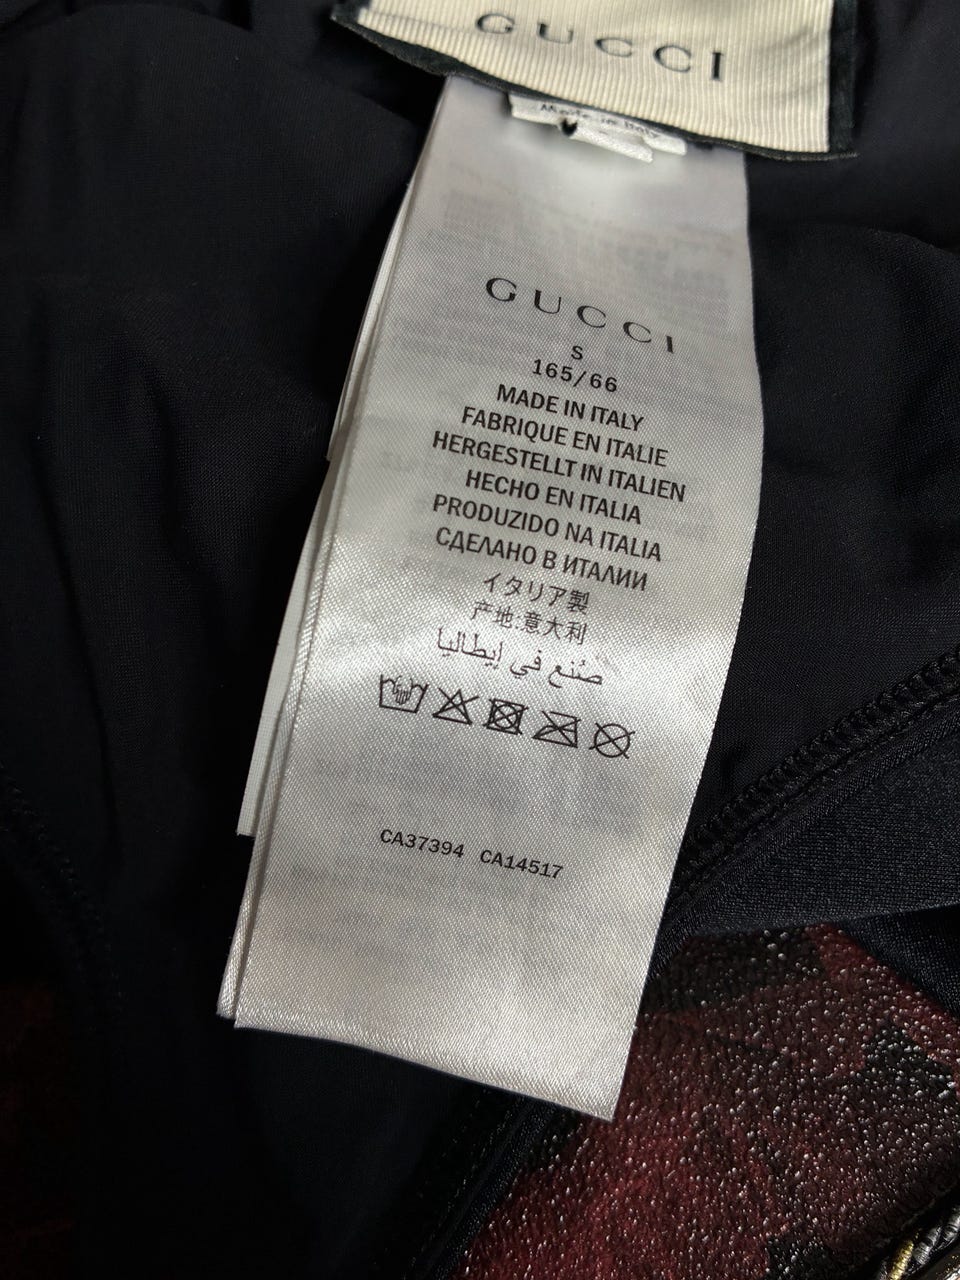 GUCCI
Made in Italy
GUCCI
S
165/66
MADE IN ITALY
FABRIQUE EN ITALIE
HERGESTELLT IN ITALIEN
HECHO EN ITALIA
PRODUZIDO NA ITALIA
СДЕЛАНО В ИТАЛИИ
イタリア製
产地:意大利
صُنع في إيطاليا
CA37394 CA14517